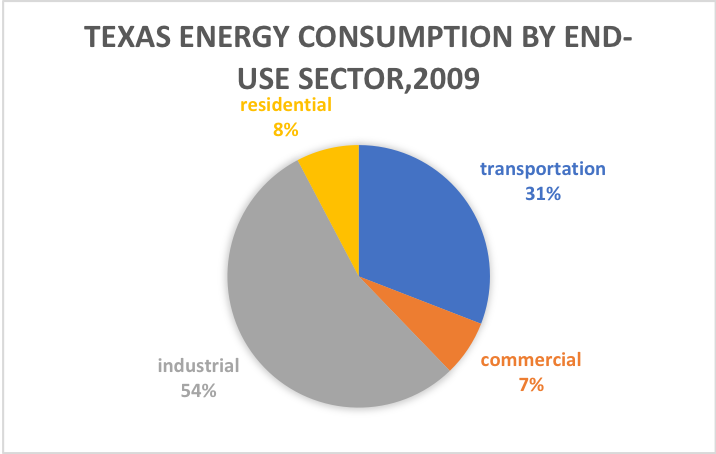 TEXAS ENERGY CONSUMPTION BY END-
USE SECTOR,2009
residential
8%
transportation
31%
industrial
54%
commercial
7%